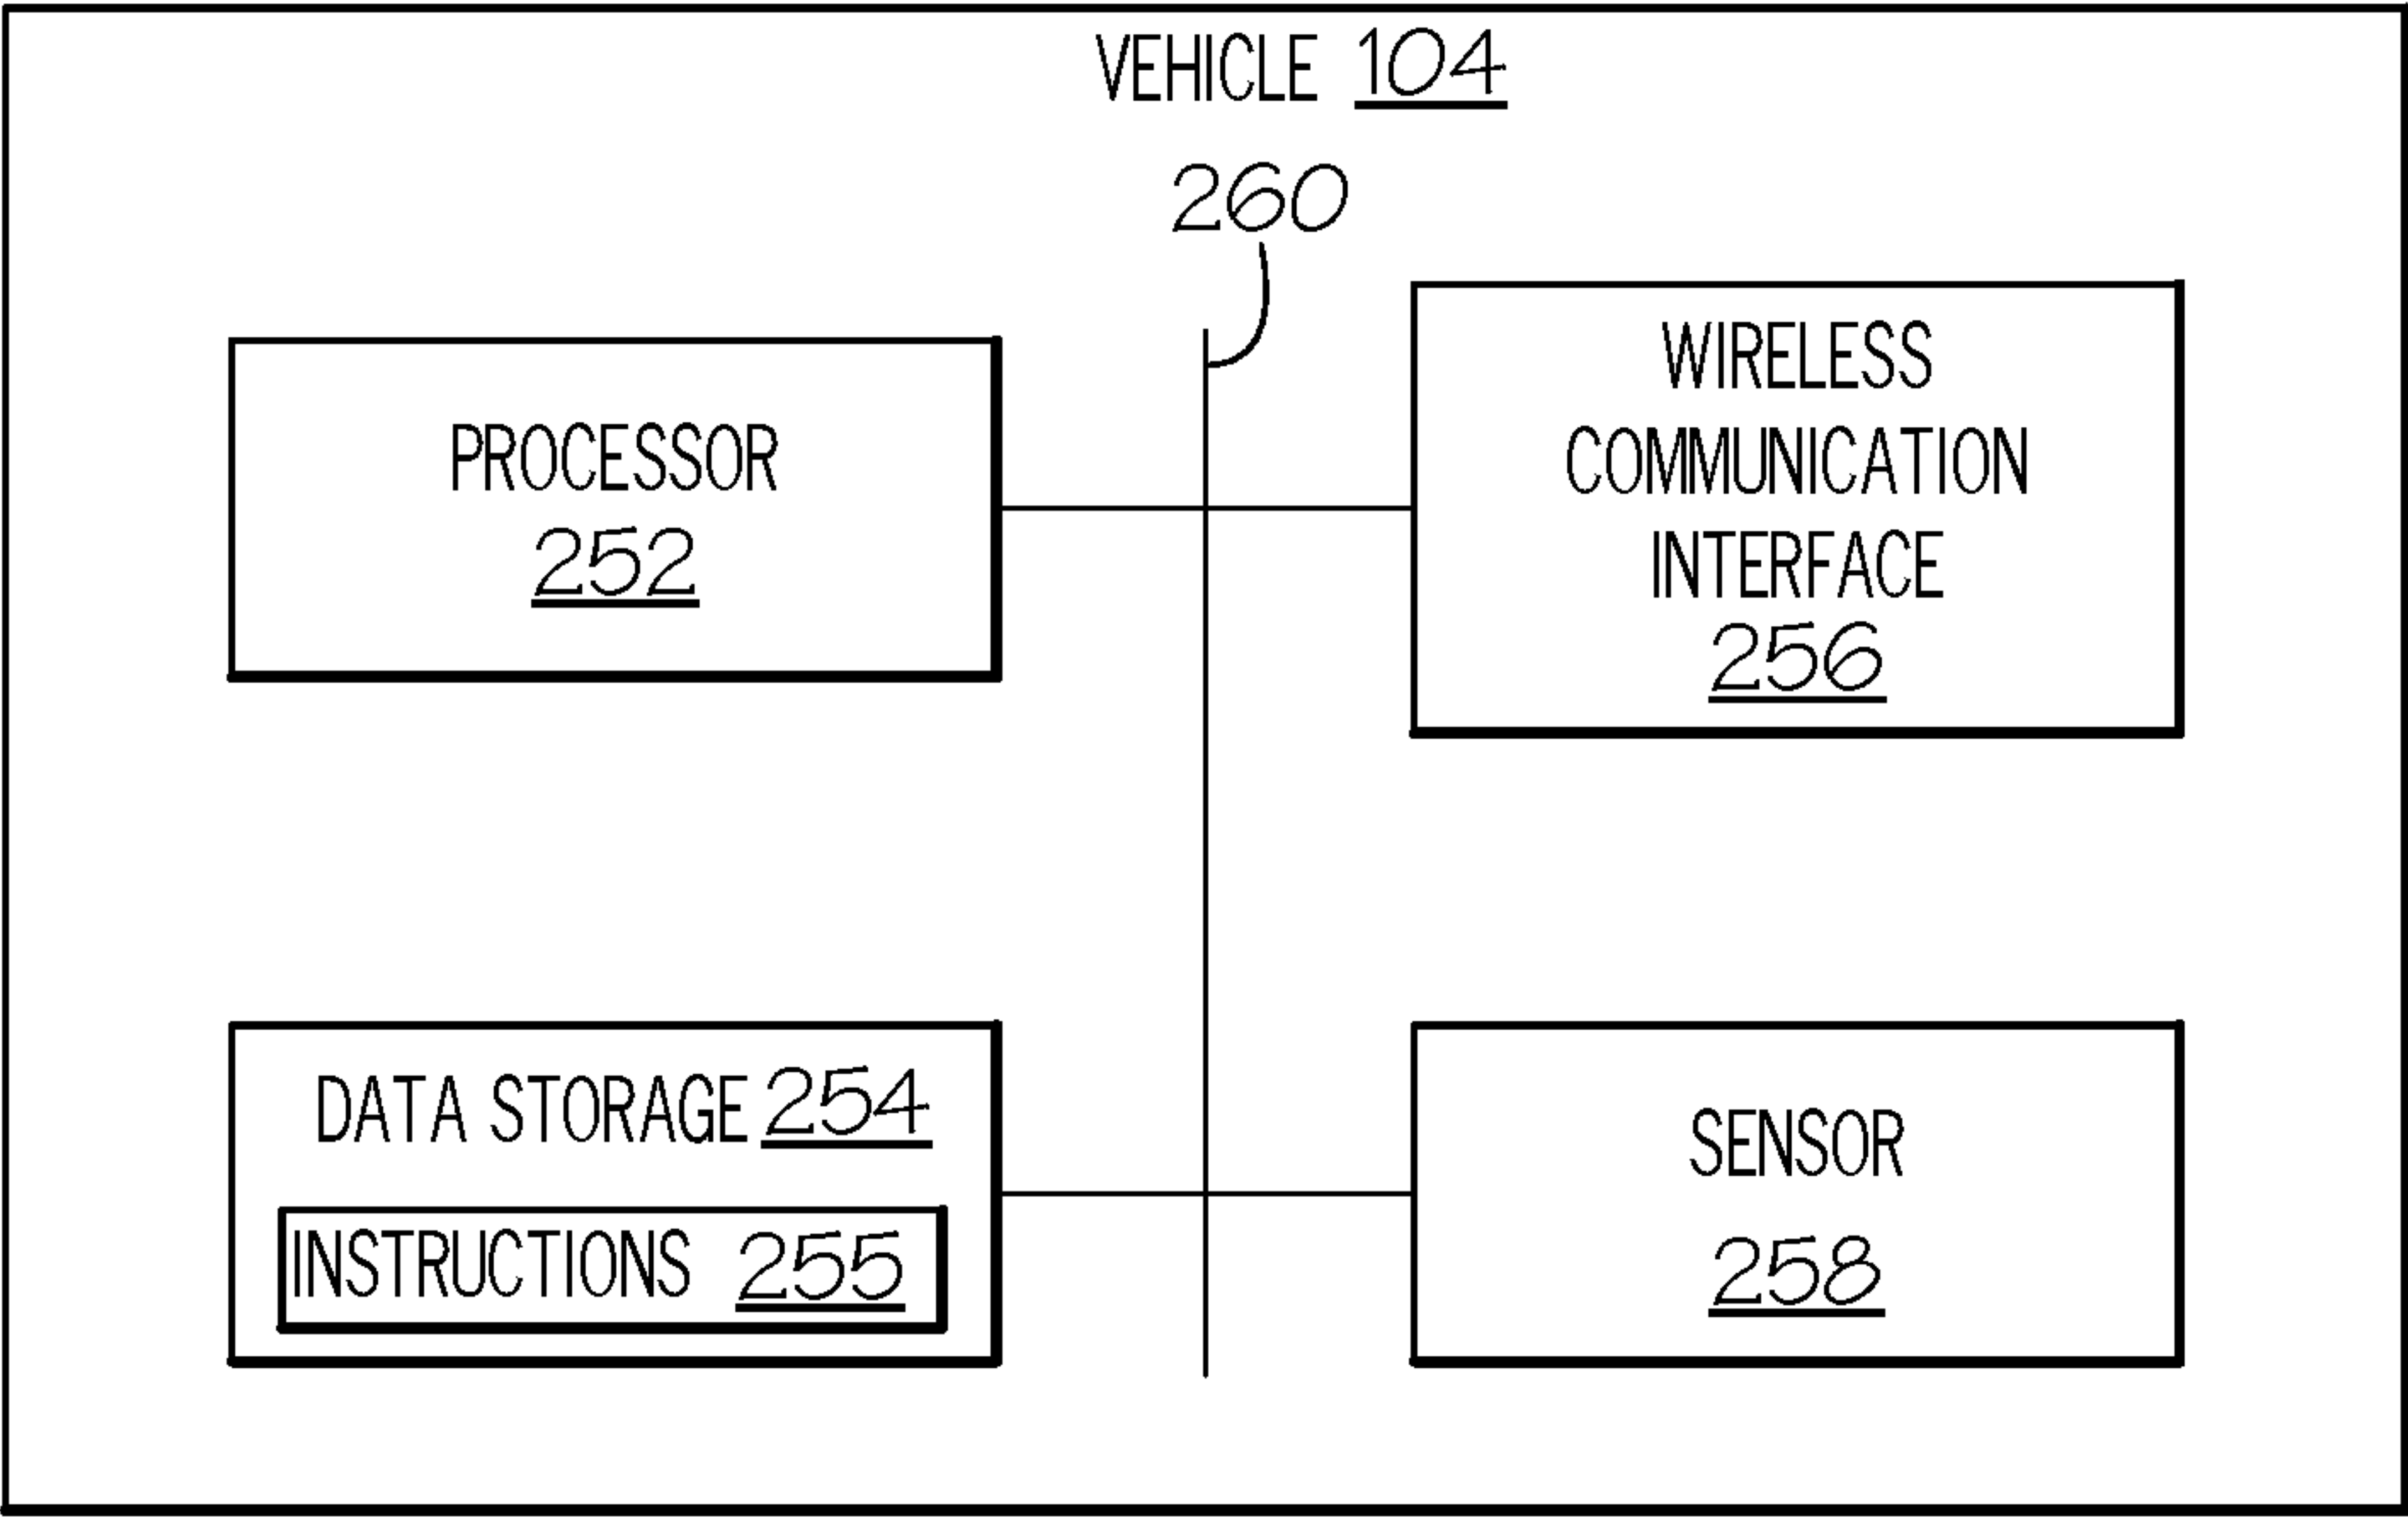 VEHICLE 104
260
PROCESSOR
252
WIRELESS
COMMUNICATION
INTERFACE
256
DATA STORAGE 254
INSTRUCTIONS 255
SENSOR
258